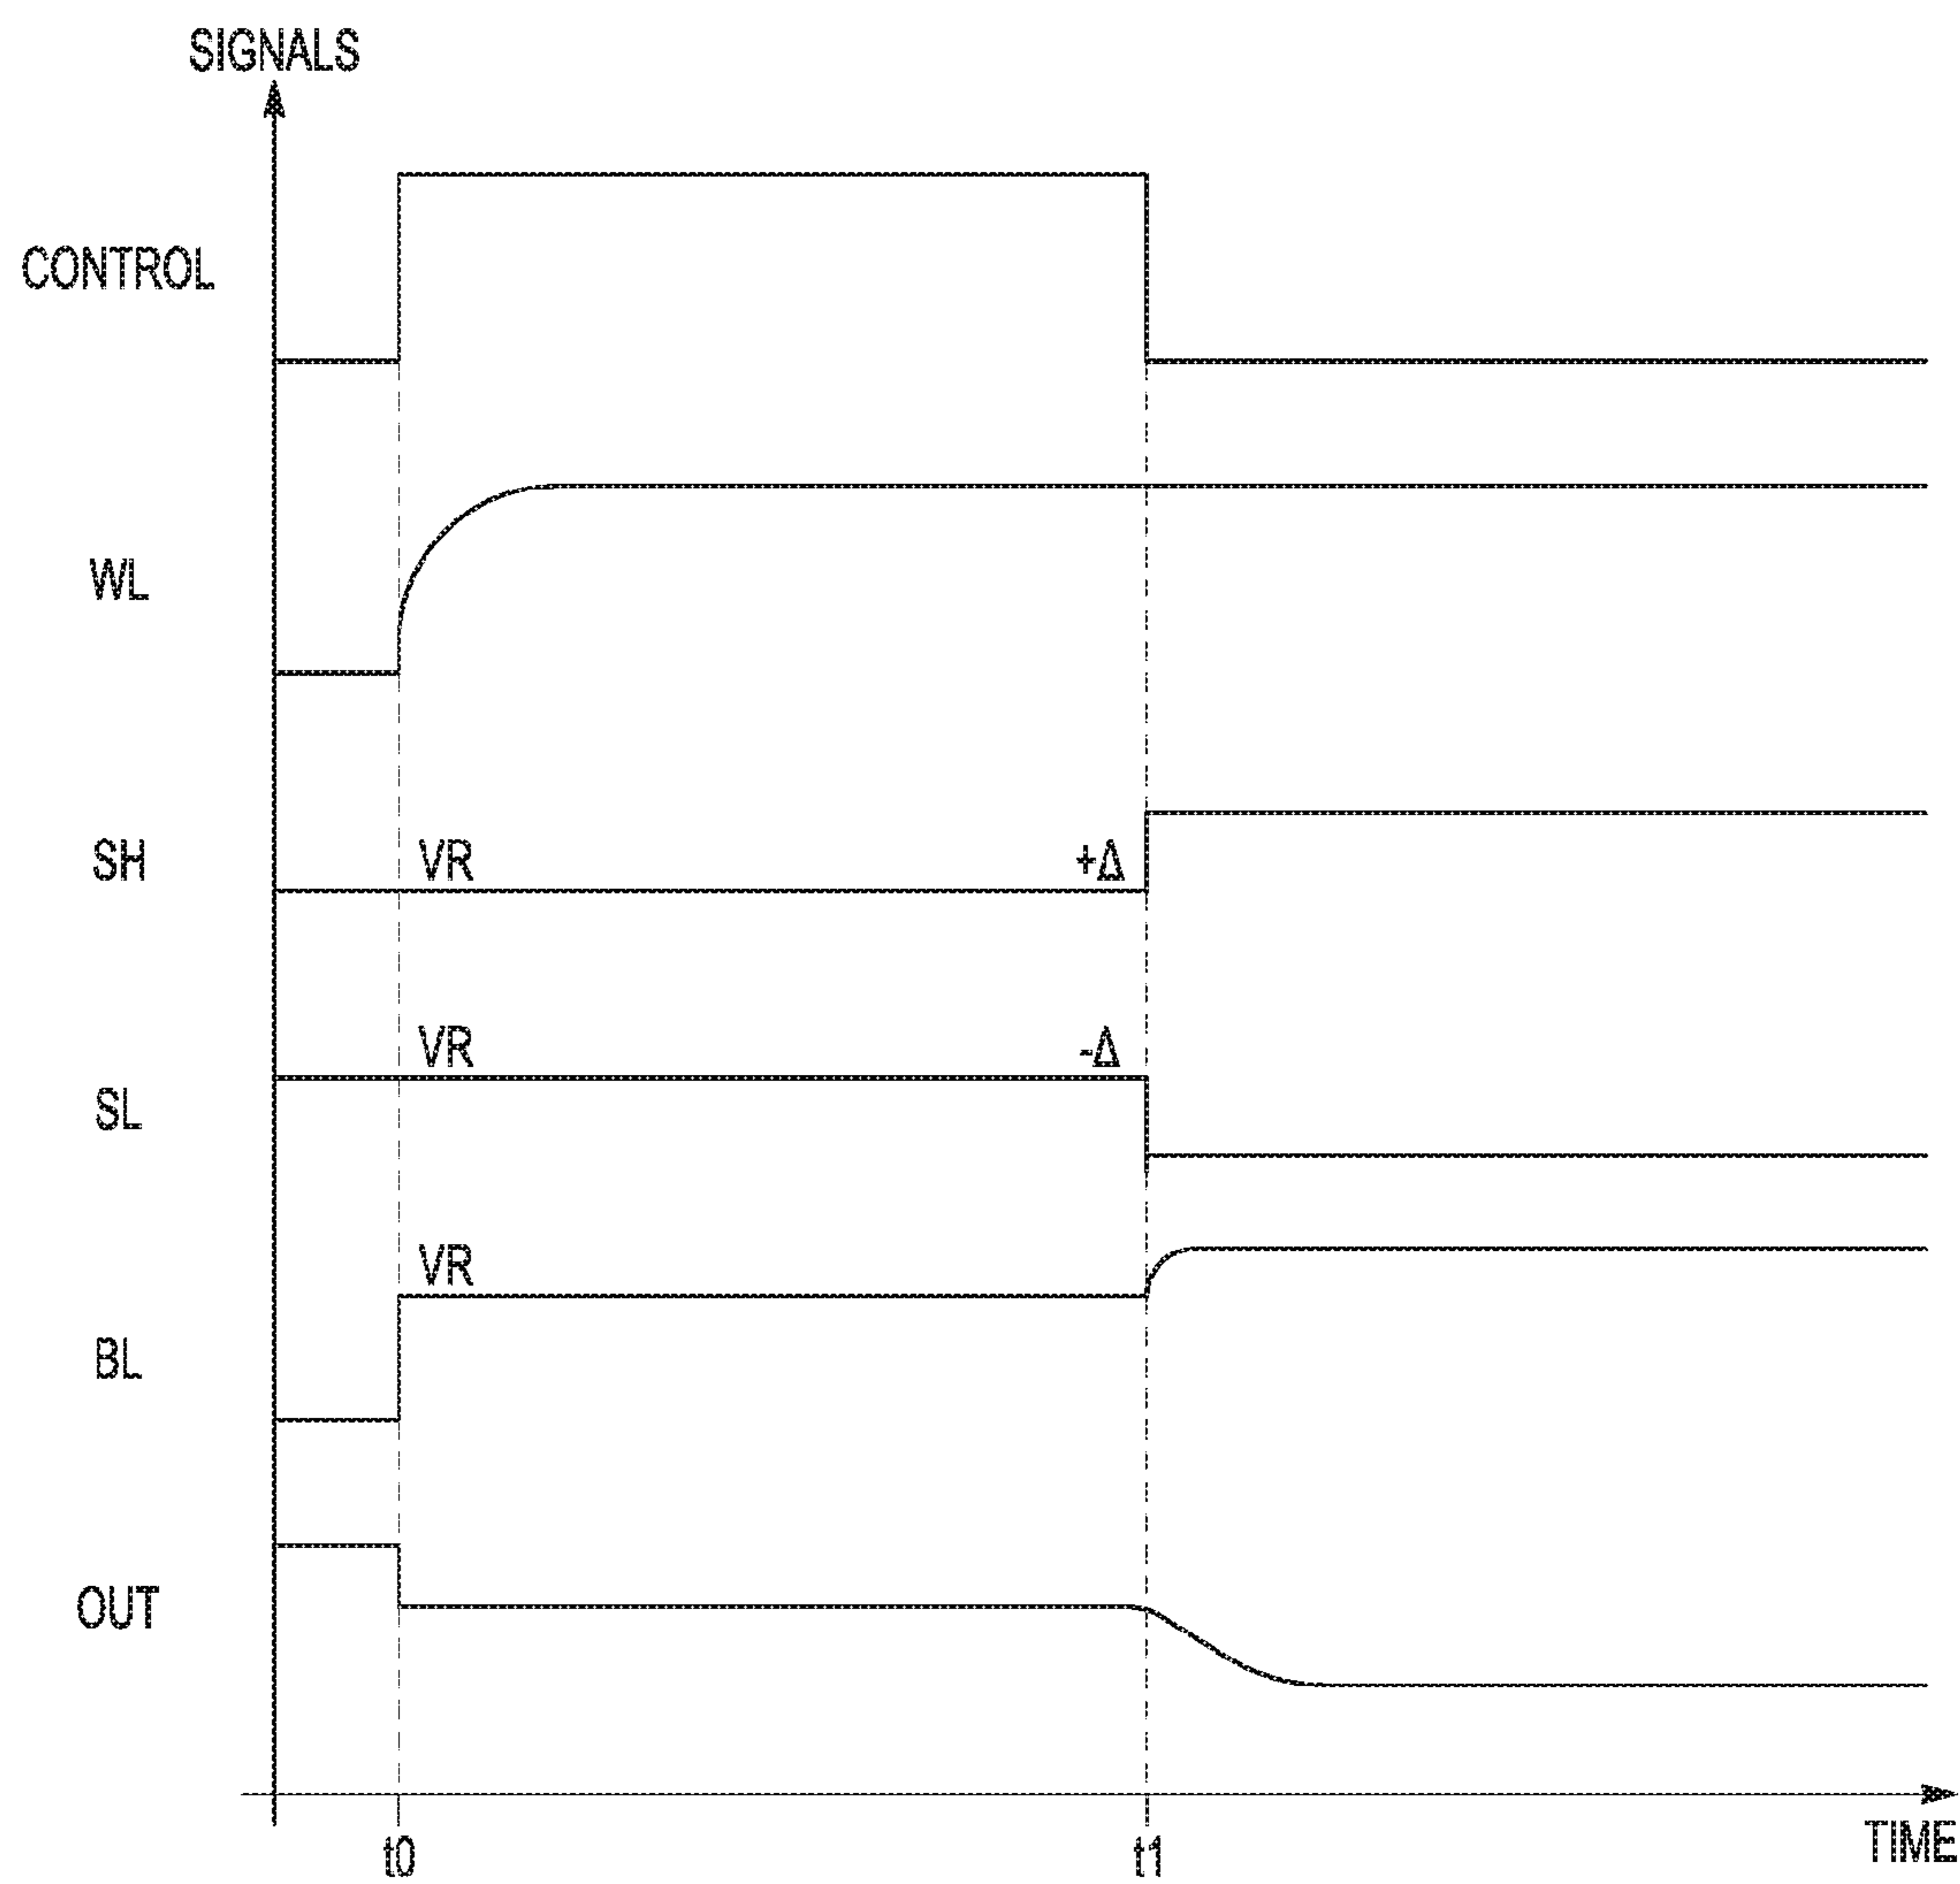 SIGNALS
CONTROL
WL
SH
VR
+Δ
VR
-Δ
SL
VR
BL
OUT
t0
t1
TIME